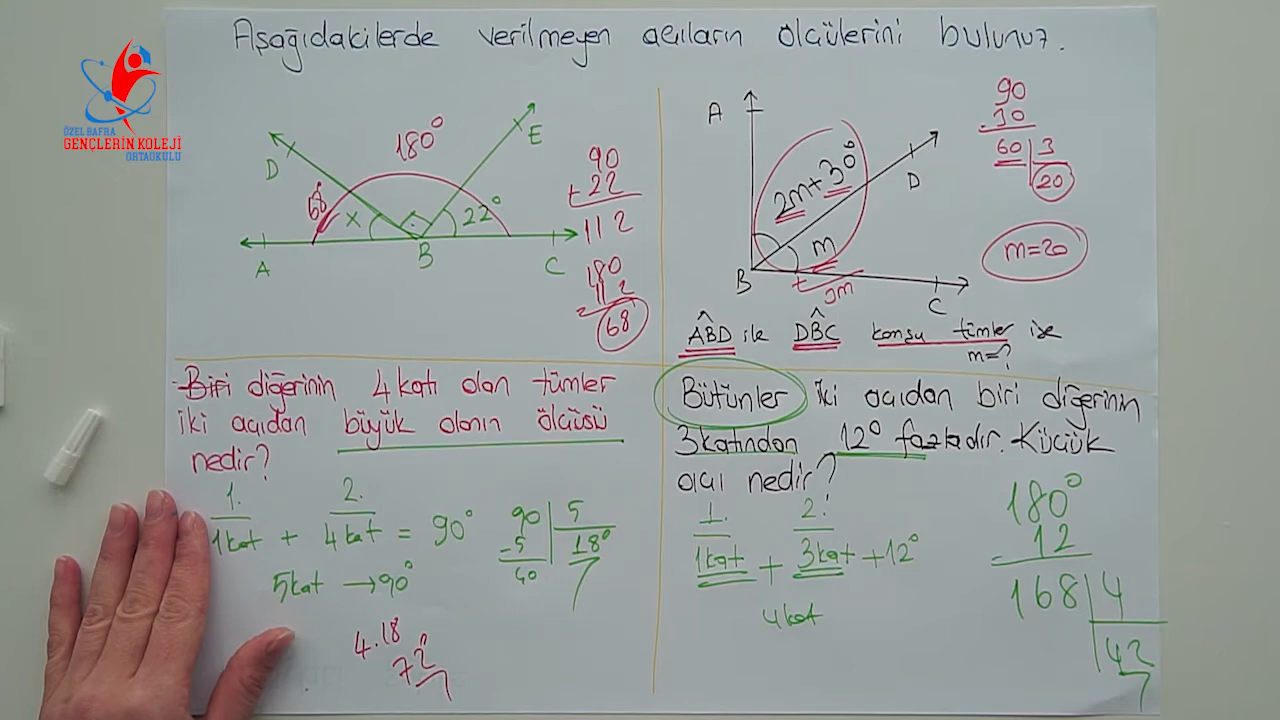 Aşağıdakilerde verilmeyen açıların ölçülerini bulunuz.
ÖZEL BAFRA
GENÇLERİN KOLEJİ
ORTAOKULU
180°
D
E
68°
x
22°
A
B
C
90
+ 22
112
180
- 112
68
A
2m+30°
D
m
B
3m
C
90
- 30
60 3
20
m=20
ABD ile DBC komşu tümler ise
m=?
Biri diğerinin 4 katı olan tümler
iki açıdan büyük olanın ölçüsü
nedir?
1. 2.
1kat + 4kat = 90°
5kat → 90°
90 5
- 5 18°
40
4.18
72°
Bütünler iki açıdan biri diğerinin
3 katından 12° fazladır. Küçük
açı nedir?
1. 2.
1kat + 3kat + 12°
4kat
180°
- 12
168 4
42